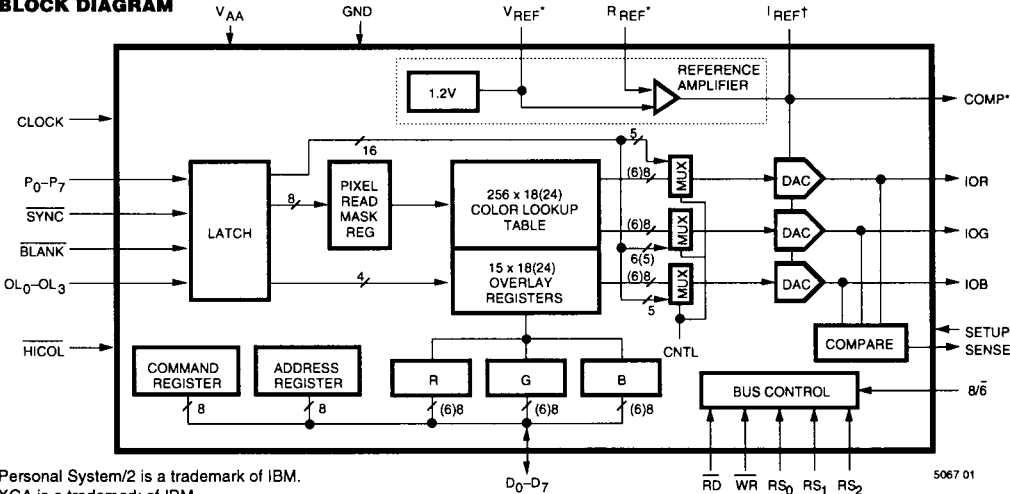 BLOCK DIAGRAM
VAA
GND
VREF*
RREF*
IREF†
REFERENCE
AMPLIFIER
1.2V
COMP*
CLOCK
16
5
P0–P7
SYNC
BLANK
OL0–OL3
LATCH
8
PIXEL
READ
MASK
REG
256 x 18(24)
COLOR LOOKUP
TABLE
(6)8
MUX
DAC
IOR
(6)8
MUX
DAC
IOG
6(5)
4
15 x 18(24)
OVERLAY
REGISTERS
(6)8
MUX
DAC
IOB
5
CNTL
COMPARE
SETUP
SENSE
HICOL
COMMAND
REGISTER
ADDRESS
REGISTER
R
G
B
8
8
(6)8
(6)8
(6)8
BUS CONTROL
8/6̅
D0–D7
R̅D̅
W̅R̅
RS0
RS1
RS2
5067 01
Personal System/2 is a trademark of IBM.
XGA is a trademark of IBM.